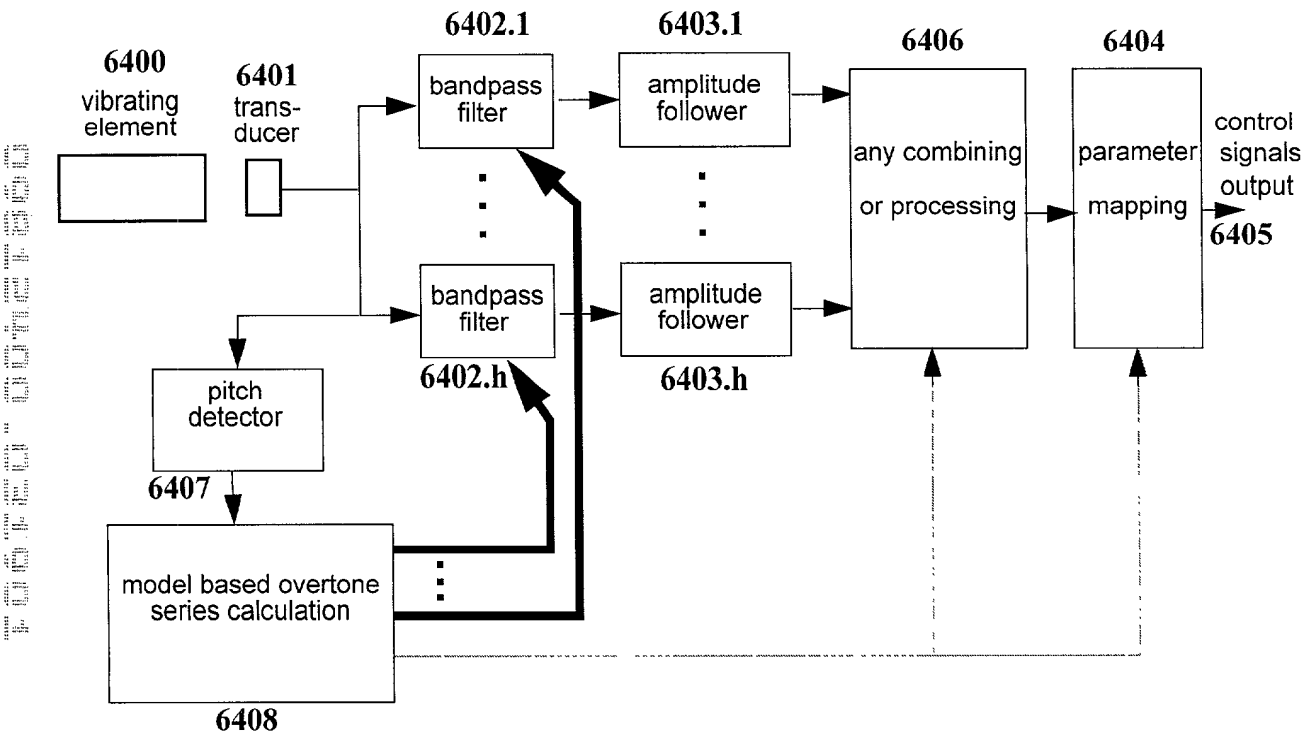 6400
vibrating
element
6401
trans-
ducer
6402.1
bandpass
filter
6403.1
amplitude
follower
6406
any combining
or processing
6404
parameter
mapping
control
signals
output
6405
bandpass
filter
6402.h
amplitude
follower
6403.h
pitch
detector
6407
model based overtone
series calculation
6408